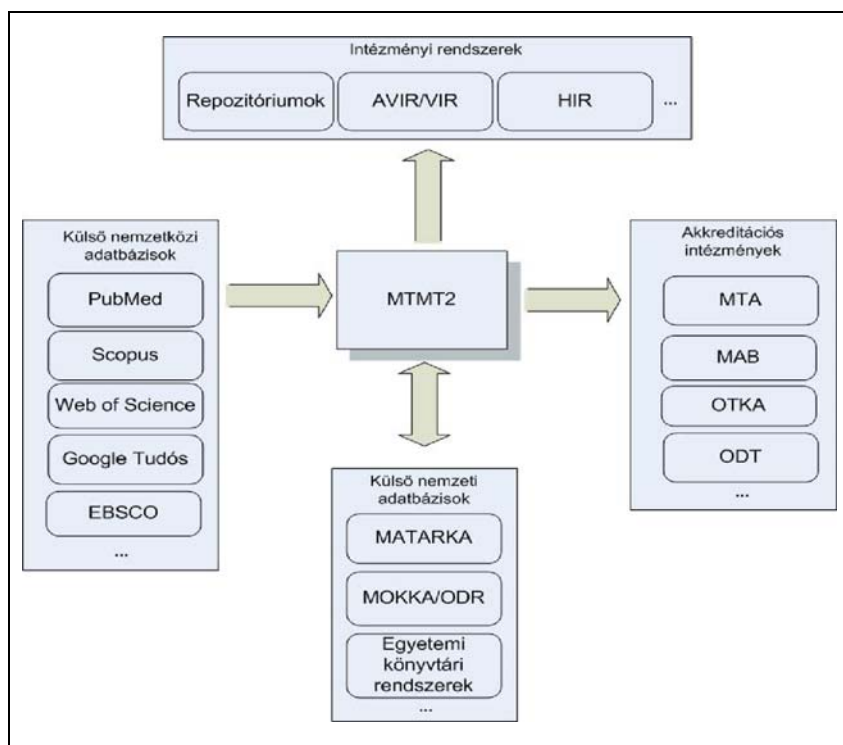 Intézményi rendszerek
Repozitóriumok
AVIR/VIR
HIR
...
Külső nemzetközi
adatbázisok
PubMed
Scopus
Web of Science
Google Tudós
EBSCO
...
MTMT2
Akkreditációs
intézmények
MTA
MAB
OTKA
ODT
...
Külső nemzeti
adatbázisok
MATARKA
MOKKA/ODR
Egyetemi
könyvtári
rendszerek
...